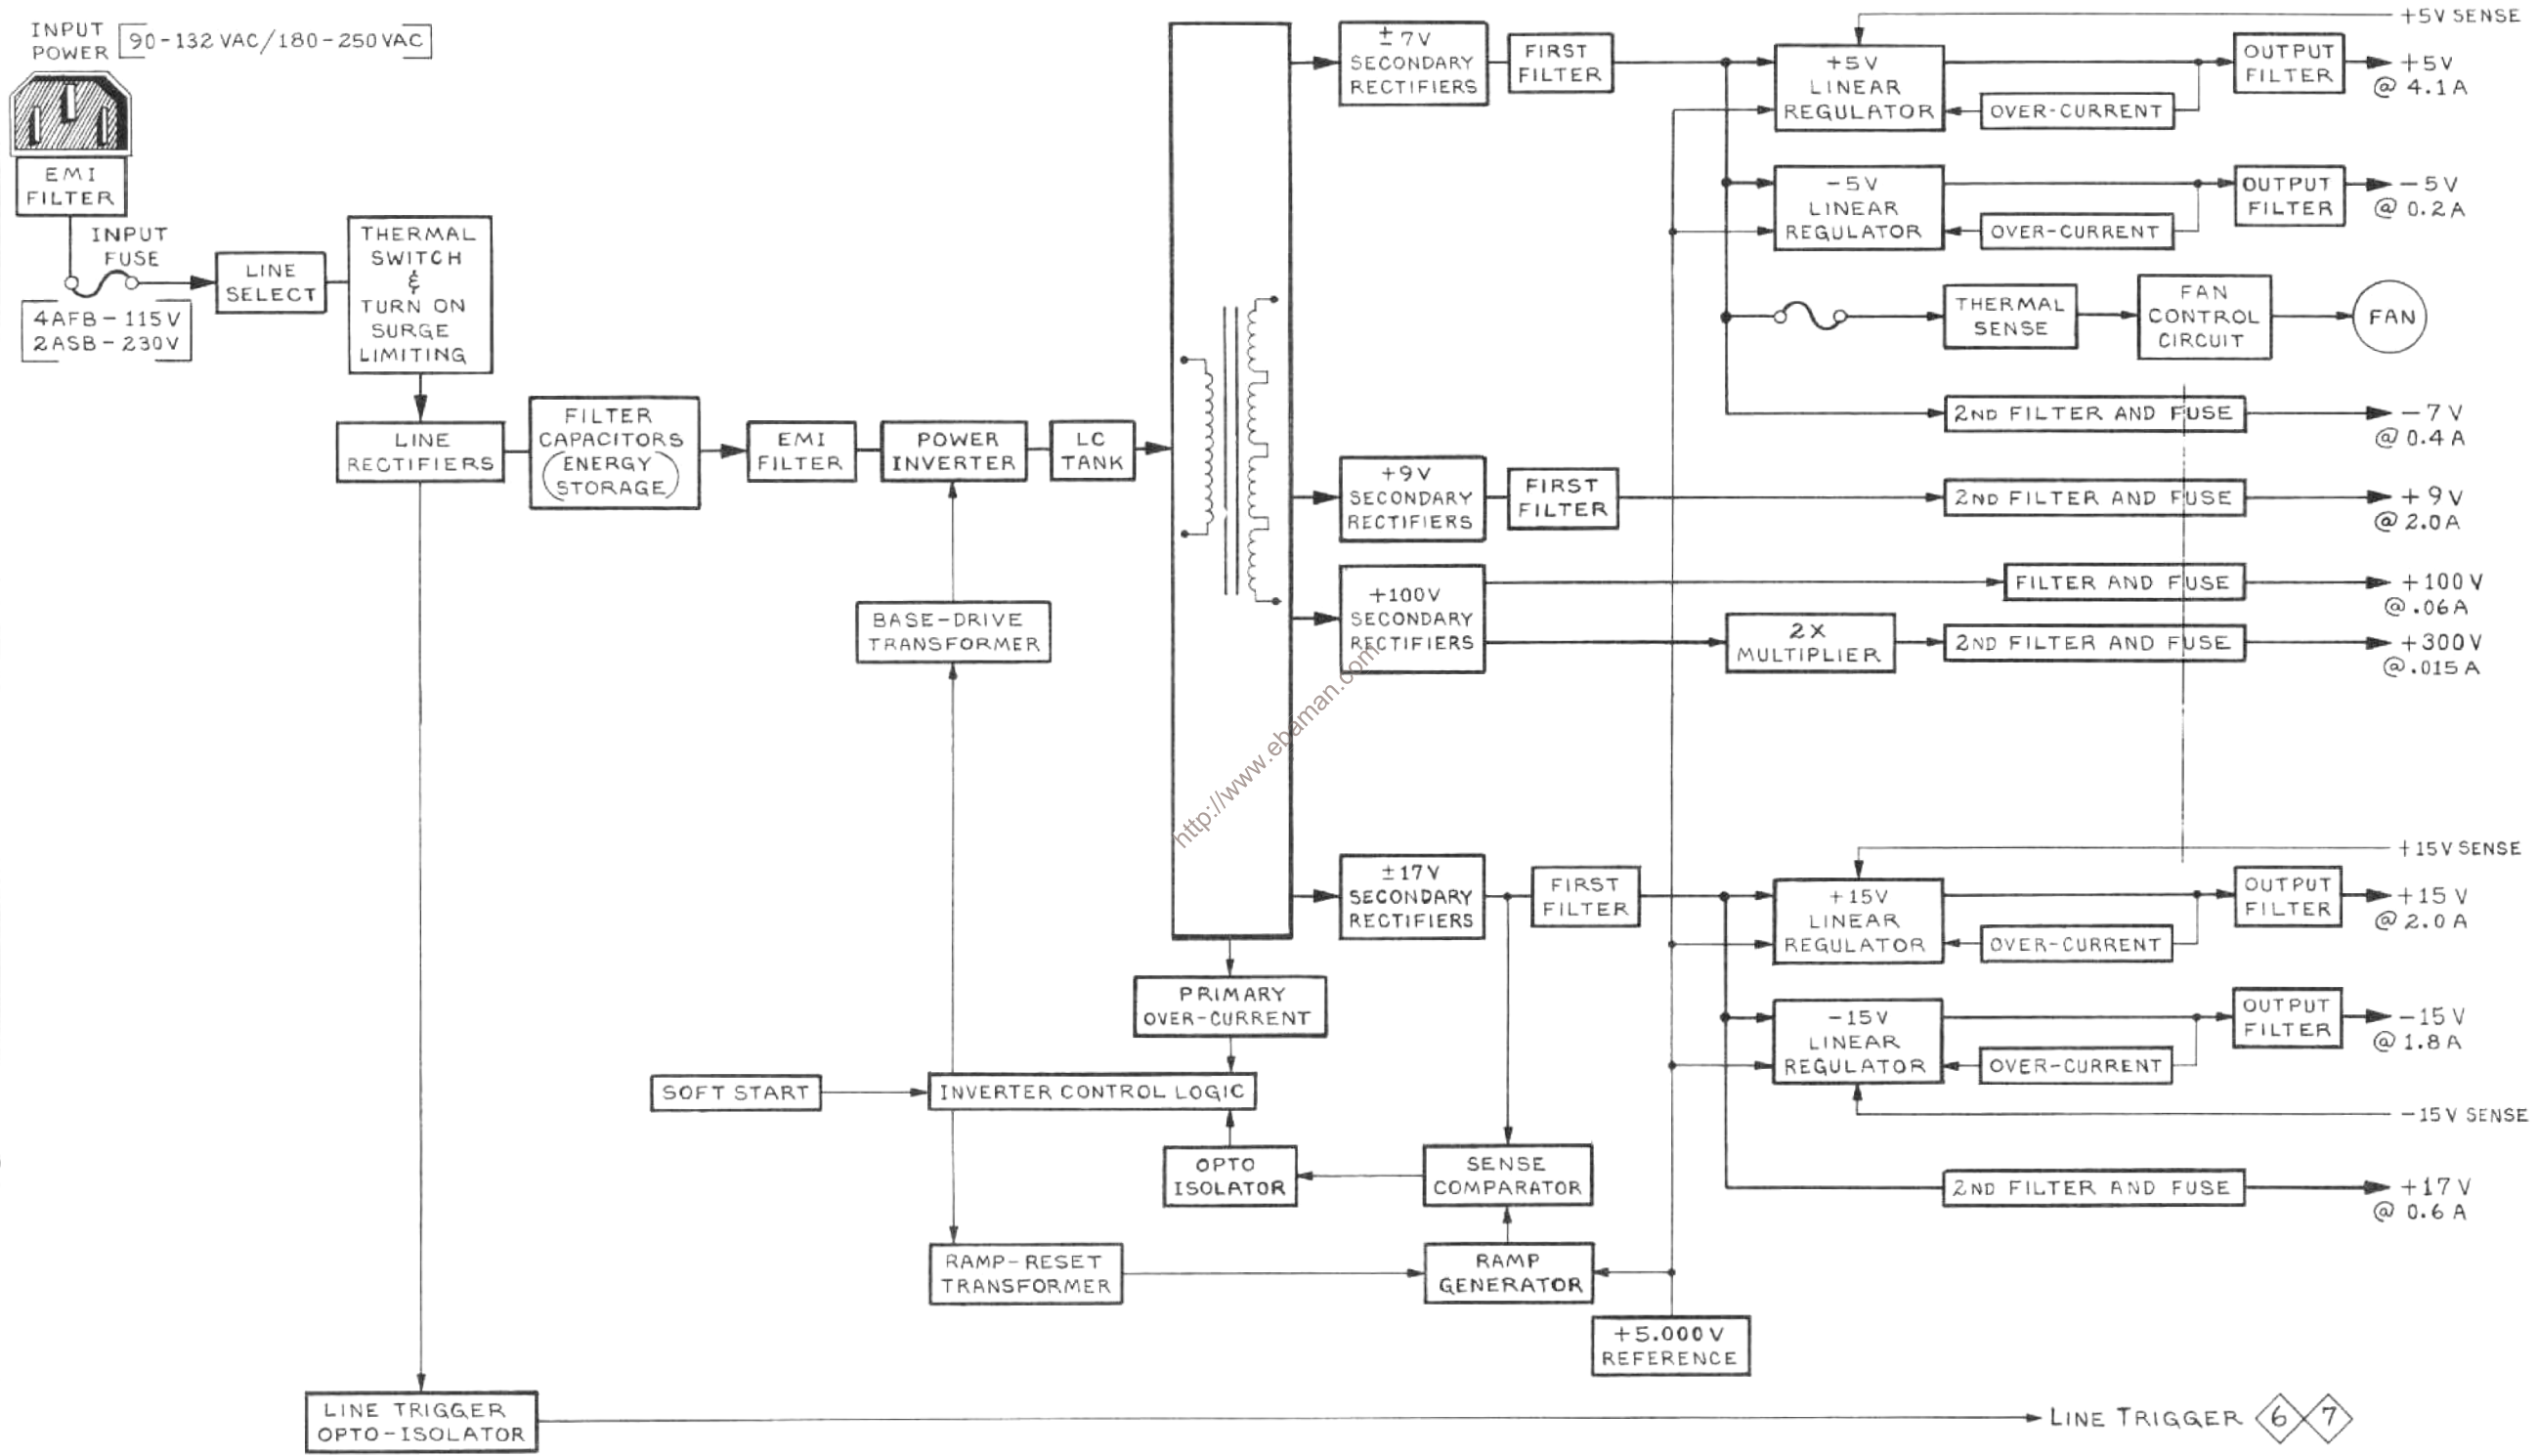 INPUT
POWER
90-132 VAC/180-250VAC
EMI
FILTER
INPUT
FUSE
4AFB-115V
2ASB-230V
LINE
SELECT
THERMAL
SWITCH
&
TURN ON
SURGE
LIMITING
LINE
RECTIFIERS
FILTER
CAPACITORS
(ENERGY
STORAGE)
EMI
FILTER
POWER
INVERTER
LC
TANK
BASE-DRIVE
TRANSFORMER
±7V
SECONDARY
RECTIFIERS
FIRST
FILTER
+5V SENSE
+5V
LINEAR
REGULATOR
OVER-CURRENT
OUTPUT
FILTER
+5V
@ 4.1A
-5V
LINEAR
REGULATOR
OVER-CURRENT
OUTPUT
FILTER
-5V
@ 0.2A
THERMAL
SENSE
FAN
CONTROL
CIRCUIT
FAN
2ND FILTER AND FUSE
-7V
@ 0.4A
+9V
SECONDARY
RECTIFIERS
FIRST
FILTER
2ND FILTER AND FUSE
+9V
@ 2.0A
+100V
SECONDARY
RECTIFIERS
FILTER AND FUSE
+100V
@ .06A
2X
MULTIPLIER
2ND FILTER AND FUSE
+300V
@ .015A
http://www.ebaman.com
±17V
SECONDARY
RECTIFIERS
FIRST
FILTER
+15V SENSE
+15V
LINEAR
REGULATOR
OVER-CURRENT
OUTPUT
FILTER
+15V
@ 2.0A
-15V
LINEAR
REGULATOR
OVER-CURRENT
OUTPUT
FILTER
-15V
@ 1.8A
-15V SENSE
2ND FILTER AND FUSE
+17V
@ 0.6A
PRIMARY
OVER-CURRENT
SOFT START
INVERTER CONTROL LOGIC
OPTO
ISOLATOR
SENSE
COMPARATOR
RAMP-RESET
TRANSFORMER
RAMP
GENERATOR
+5.000V
REFERENCE
LINE TRIGGER
OPTO-ISOLATOR
LINE TRIGGER 6 7